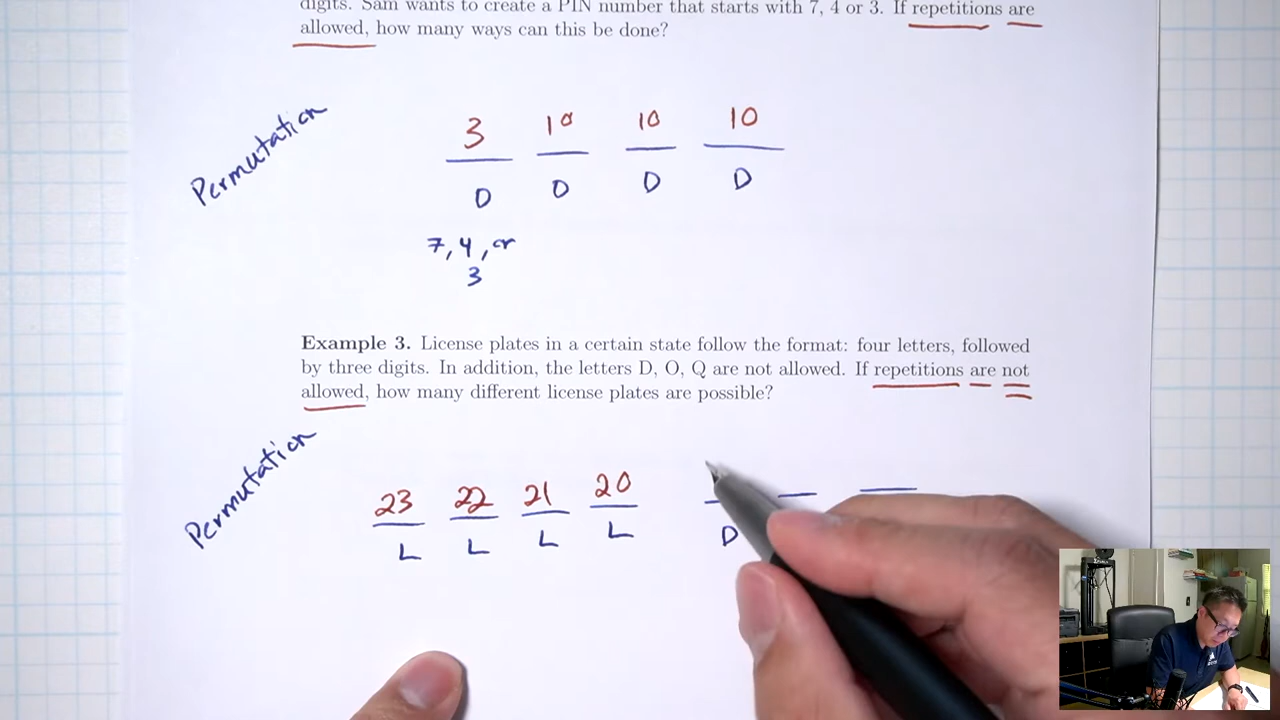 digits. Sam wants to create a PIN number that starts with 7, 4 or 3. If repetitions are
allowed, how many ways can this be done?
Permutation
3 10 10 10
D D D D
7, 4, or
3
Example 3. License plates in a certain state follow the format: four letters, followed
by three digits. In addition, the letters D, O, Q are not allowed. If repetitions are not
allowed, how many different license plates are possible?
Permutation
23 22 21 20
L L L L D